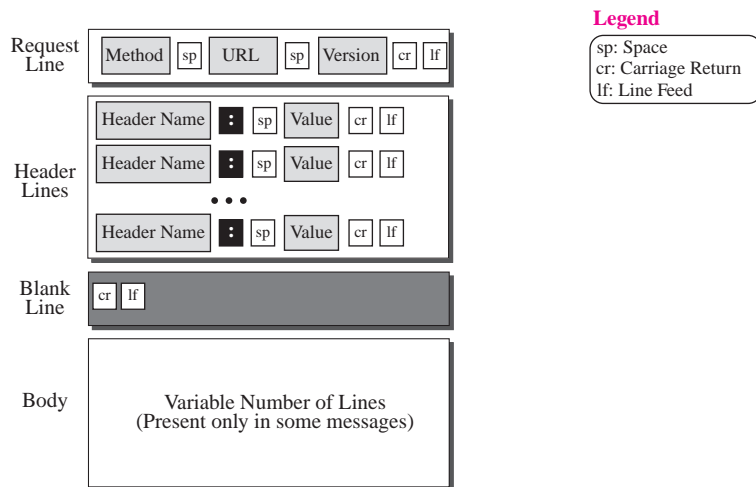 Legend
sp: Space
cr: Carriage Return
lf: Line Feed
Request
Line
Method sp URL sp Version cr lf
Header
Lines
Header Name : sp Value cr lf
Header Name : sp Value cr lf
•••
Header Name : sp Value cr lf
Blank
Line
cr lf
Body
Variable Number of Lines
(Present only in some messages)